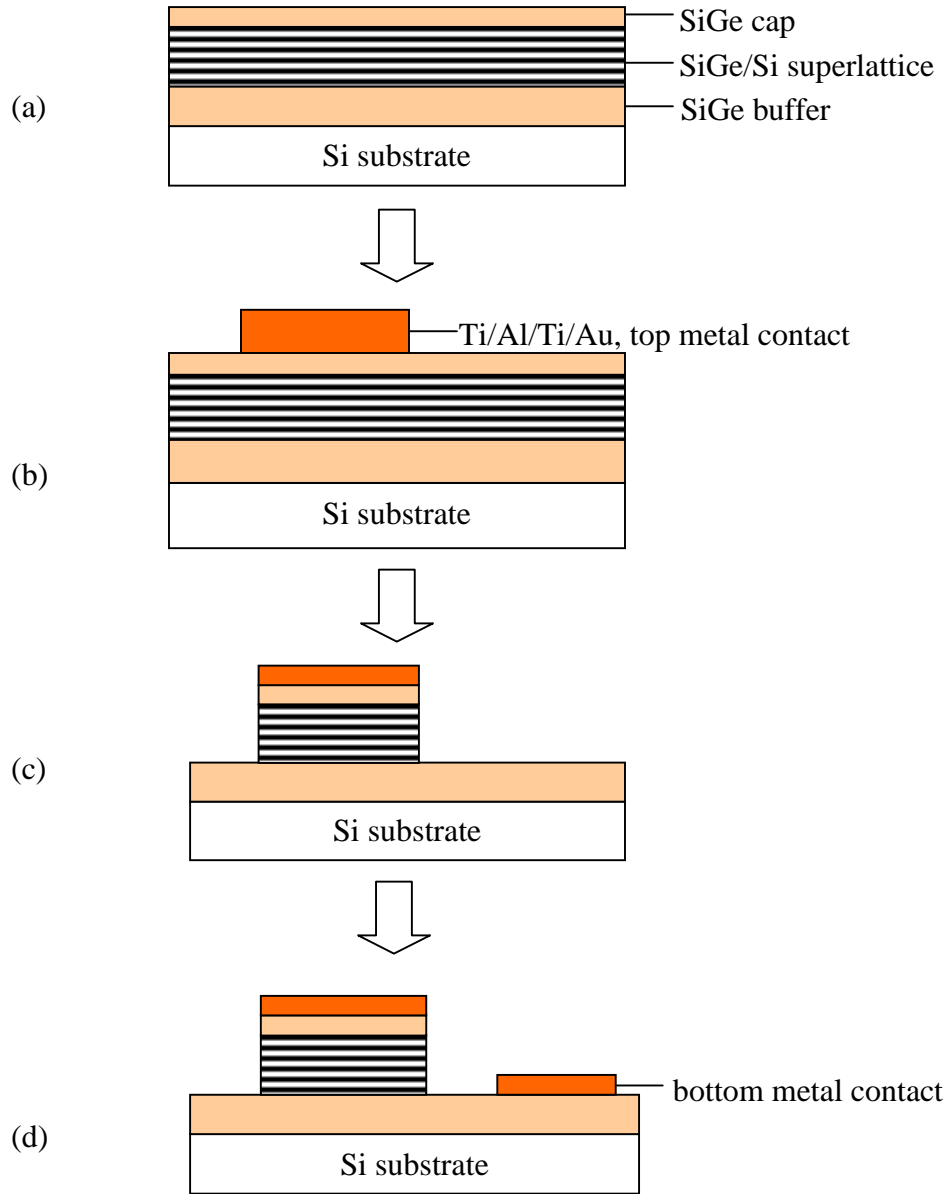 SiGe cap
SiGe/Si superlattice
(a)
SiGe buffer
Si substrate
Ti/Al/Ti/Au, top metal contact
(b)
Si substrate
(c)
Si substrate
bottom metal contact
(d)
Si substrate